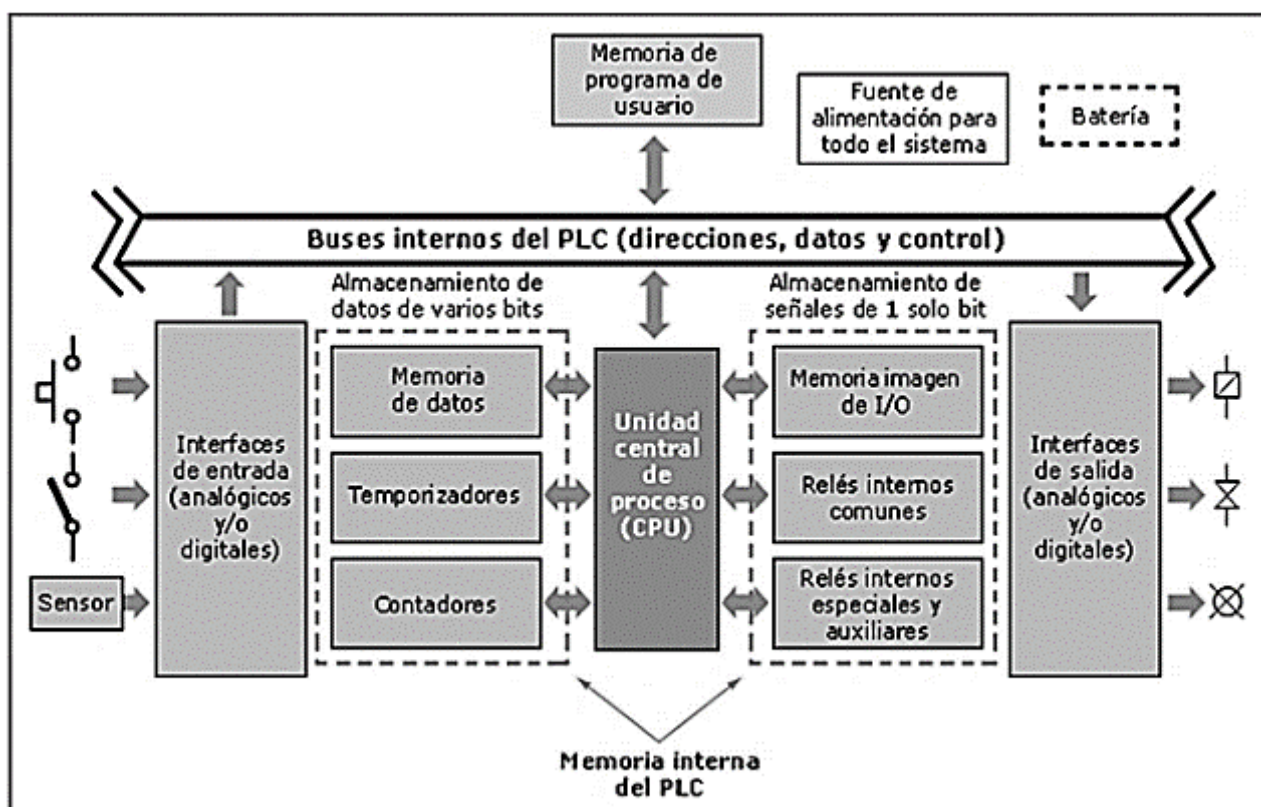 Memoria de
programa de
usuario
Fuente de
alimentación para
todo el sistema
Batería
Buses internos del PLC (direcciones, datos y control)
Almacenamiento de
datos de varios bits
Almacenamiento de
señales de 1 solo bit
Interfaces
de entrada
(analógicos
y/o
digitales)
Sensor
Memoria
de datos
Temporizadores
Contadores
Unidad
central
de
proceso
(CPU)
Memoria imagen
de I/O
Relés internos
comunes
Relés internos
especiales y
auxiliares
Interfaces
de salida
(analógicos
y/o
digitales)
Memoria interna
del PLC